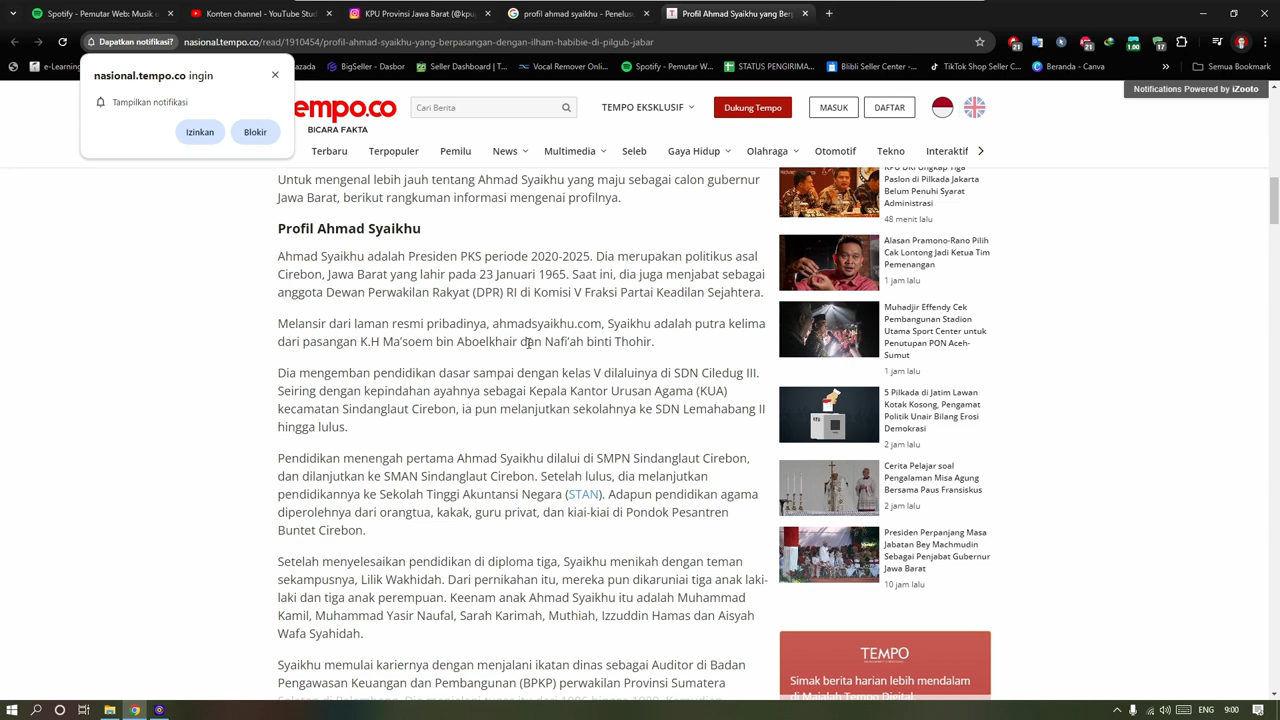 Spotify – Pemutar Web: Musik u
Profil Ahmad Syaikhu yang Berp
nasional.tempo.co/read/1910454/profil-ahmad-syaikhu-yang-berpasangan-dengan-ilham-habibie-di-pilgub-jabar
Dapatkan notifikasi?
BigSeller - Dasbor
Seller Dashboard | T...
Vocal Remover Onli...
Spotify - Pemutar W...
STATUS PENGIRIMA...
Blibli Seller Center :...
TikTok Shop Seller C...
Beranda - Canva
Semua Bookmark
nasional.tempo.co ingin
Tampilkan notifikasi
Izinkan
Blokir
Notifications Powered by iZooto
tempo.co
BICARA FAKTA
Cari Berita
TEMPO EKSKLUSIF
Dukung Tempo
MASUK
DAFTAR
Terbaru
Terpopuler
Pemilu
News
Multimedia
Seleb
Gaya Hidup
Olahraga
Otomotif
Tekno
Interaktif
Untuk mengenal lebih jauh tentang Ahmad Syaikhu yang maju sebagai calon gubernur
Jawa Barat, berikut rangkuman informasi mengenai profilnya.
Profil Ahmad Syaikhu
Ahmad Syaikhu adalah Presiden PKS periode 2020-2025. Dia merupakan politikus asal
Cirebon, Jawa Barat yang lahir pada 23 Januari 1965. Saat ini, dia juga menjabat sebagai
anggota Dewan Perwakilan Rakyat (DPR) RI di Komisi V Fraksi Partai Keadilan Sejahtera.
Melansir dari laman resmi pribadinya, ahmadsyaikhu.com, Syaikhu adalah putra kelima
dari pasangan K.H Ma'soem bin Aboelkhair dan Nafi'ah binti Thohir.
Dia mengemban pendidikan dasar sampai dengan kelas V dilaluinya di SDN Ciledug III.
Seiring dengan kepindahan ayahnya sebagai Kepala Kantor Urusan Agama (KUA)
kecamatan Sindanglaut Cirebon, ia pun melanjutkan sekolahnya ke SDN Lemahabang II
hingga lulus.
Pendidikan menengah pertama Ahmad Syaikhu dilalui di SMPN Sindanglaut Cirebon,
dan dilanjutkan ke SMAN Sindanglaut Cirebon. Setelah lulus, dia melanjutkan
pendidikannya ke Sekolah Tinggi Akuntansi Negara (STAN). Adapun pendidikan agama
diperolehnya dari orangtua, kakak, guru privat, dan kiai-kiai di Pondok Pesantren
Buntet Cirebon.
Setelah menyelesaikan pendidikan di diploma tiga, Syaikhu menikah dengan teman
sekampusnya, Lilik Wakhidah. Dari pernikahan itu, mereka pun dikaruniai tiga anak laki-
laki dan tiga anak perempuan. Keenam anak Ahmad Syaikhu itu adalah Muhammad
Kamil, Muhammad Yasir Naufal, Sarah Karimah, Muthiah, Izzuddin Hamas dan Aisyah
Wafa Syahidah.
Syaikhu memulai kariernya dengan menjalani ikatan dinas sebagai Auditor di Badan
Pengawasan Keuangan dan Pembangunan (BPKP) perwakilan Provinsi Sumatera
KPU DKI Ungkap Tiga
Paslon di Pilkada Jakarta
Belum Penuhi Syarat
Administrasi
48 menit lalu
Alasan Pramono-Rano Pilih
Cak Lontong Jadi Ketua Tim
Pemenangan
1 jam lalu
Muhadjir Effendy Cek
Pembangunan Stadion
Utama Sport Center untuk
Penutupan PON Aceh-
Sumut
1 jam lalu
5 Pilkada di Jatim Lawan
Kotak Kosong, Pengamat
Politik Unair Bilang Erosi
Demokrasi
2 jam lalu
Cerita Pelajar soal
Pengalaman Misa Agung
Bersama Paus Fransiskus
2 jam lalu
Presiden Perpanjang Masa
Jabatan Bey Machmudin
Sebagai Penjabat Gubernur
Jawa Barat
10 jam lalu
TEMPO
Simak berita harian lebih mendalam
di Majalah Tempo Digital.
9:00